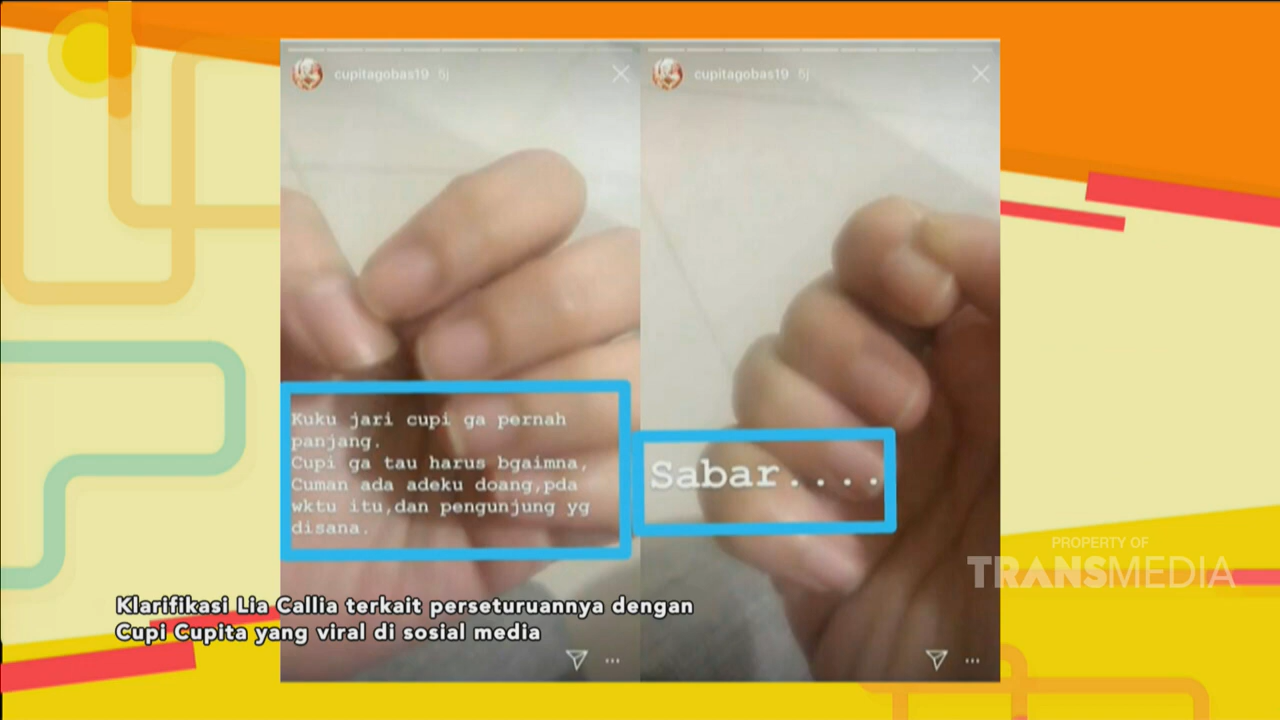 cupitagobas19 5j
cupitagobas19 5j
Kuku jari cupi ga pernah
panjang.
Cupi ga tau harus bgaimna,
Cuman ada adeku doang,pda
wktu itu,dan pengunjung yg
disana.
Sabar....
PROPERTY OF
TRANSMEDIA
Klarifikasi Lia Callia terkait perseturuannya dengan
Cupi Cupita yang viral di sosial media